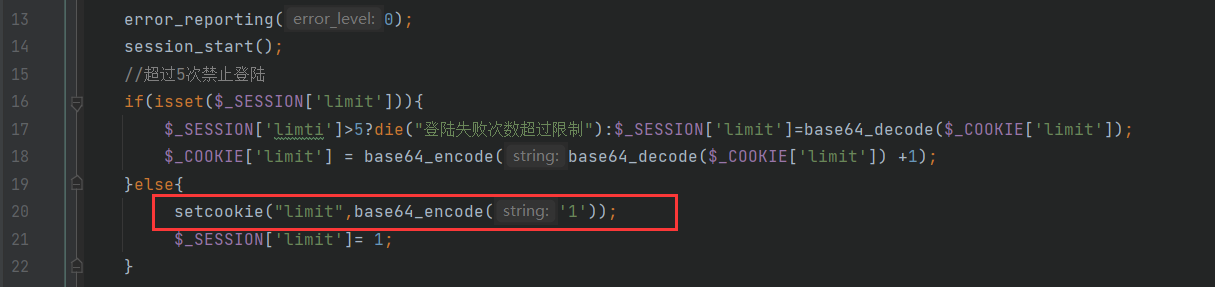 13 error_reporting( error_level: 0);
14 session_start();
15 //超过5次禁止登陆
16 if(isset($_SESSION['limit'])){
17 $_SESSION['limti']>5?die("登陆失败次数超过限制"):$_SESSION['limit']=base64_decode($_COOKIE['limit']);
18 $_COOKIE['limit'] = base64_encode( string: base64_decode($_COOKIE['limit']) +1);
19 }else{
20 setcookie("limit",base64_encode( string: '1'));
21 $_SESSION['limit']= 1;
22 }